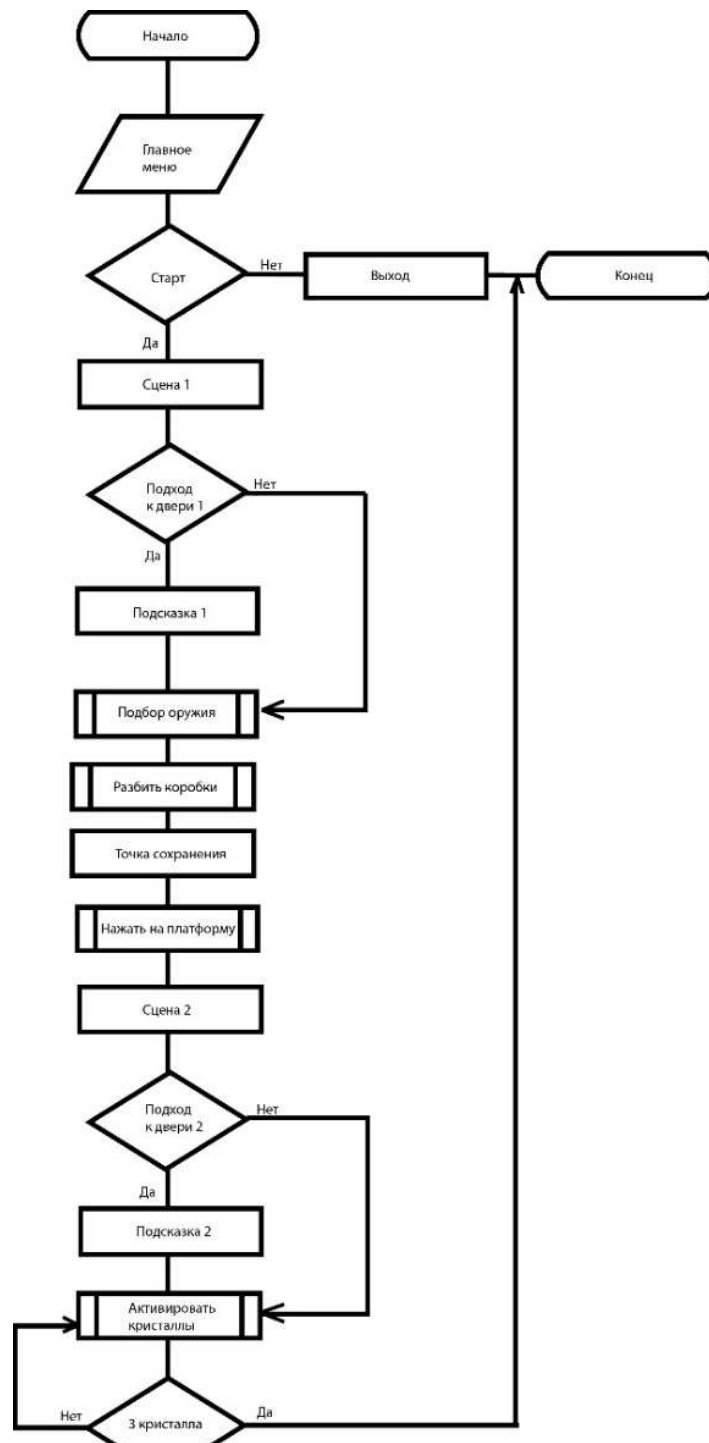 Начало
Главное
меню
Старт
Нет
Выход
Конец
Да
Сцена 1
Подход
к двери 1
Нет
Да
Подсказка 1
Подбор оружия
Разбить коробки
Точка сохранения
Нажать на платформу
Сцена 2
Подход
к двери 2
Нет
Да
Подсказка 2
Активировать
кристаллы
Нет
3 кристалла
Да